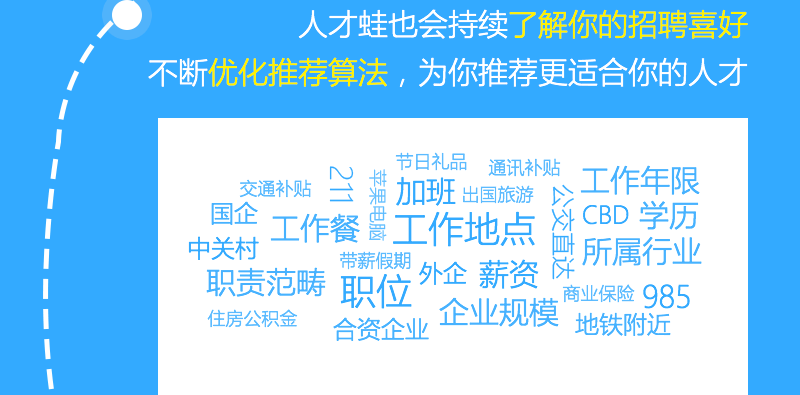 人才蛙也会持续了解你的招聘喜好
不断优化推荐算法，为你推荐更适合你的人才
节日礼品
通讯补贴
交通补贴
211
苹果电脑
加班
出国旅游
公交直达
工作年限
国企
工作餐
工作地点
CBD
学历
中关村
带薪假期
外企
薪资
所属行业
职责范畴
职位
商业保险
985
住房公积金
合资企业
企业规模
地铁附近